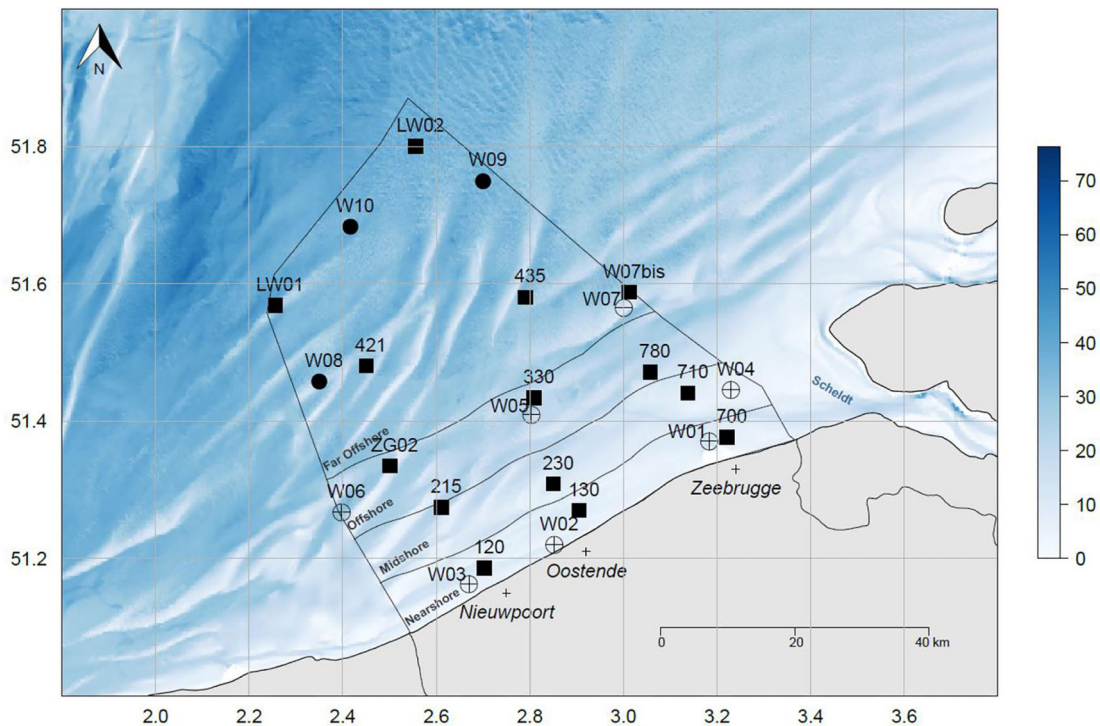 N
51.8
51.6
51.4
51.2
LW02
W09
W10
435
W07bis
LW01
W07
421
W08
780
710
W04
330
W05
Scheldt
700
W01
Far Offshore
ZG02
230
Zeebrugge
W06
215
130
Offshore
W02
Midshore
120
Oostende
W03
Nearshore
Nieuwpoort
0
20
40 km
2.0
2.2
2.4
2.6
2.8
3.0
3.2
3.4
3.6
70
60
50
40
30
20
10
0